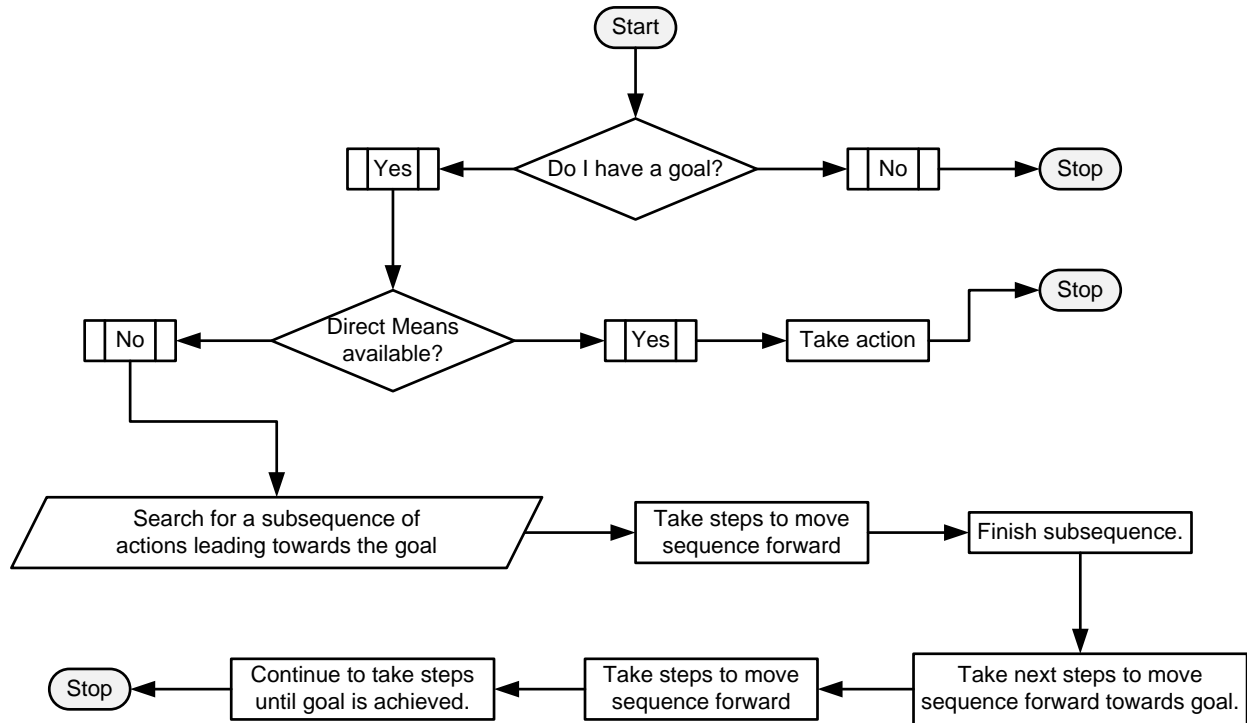 Start
Do I have a goal?
Yes
No
Stop
Direct Means
available?
No
Yes
Take action
Stop
Search for a subsequence of
actions leading towards the goal
Take steps to move
sequence forward
Finish subsequence.
Take next steps to move
sequence forward towards goal.
Take steps to move
sequence forward
Continue to take steps
until goal is achieved.
Stop